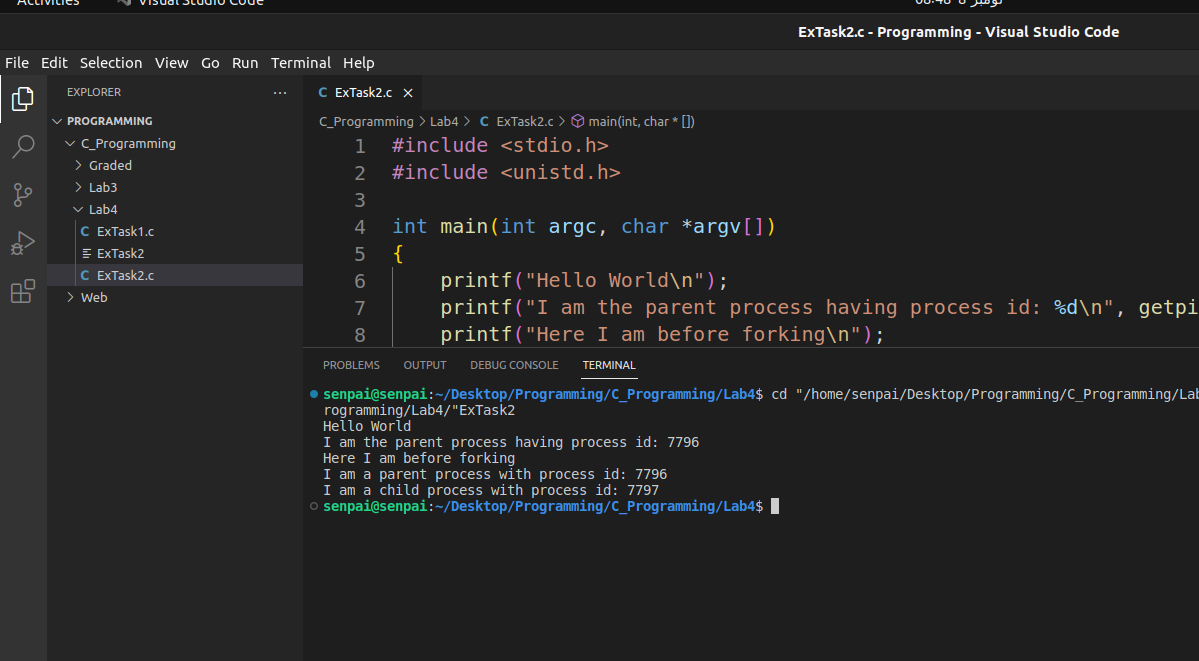 Activities
Visual Studio Code
نومبر 8 08:48
ExTask2.c - Programming - Visual Studio Code
File Edit Selection View Go Run Terminal Help
EXPLORER
PROGRAMMING
C_Programming
Graded
Lab3
Lab4
C ExTask1.c
ExTask2
C ExTask2.c
Web
C ExTask2.c
C_Programming > Lab4 > C ExTask2.c > main(int, char * [])
1 #include <stdio.h>
2 #include <unistd.h>
3
4 int main(int argc, char *argv[])
5 {
6 printf("Hello World\n");
7 printf("I am the parent process having process id: %d\n", getpi
8 printf("Here I am before forking\n");
PROBLEMS OUTPUT DEBUG CONSOLE TERMINAL
senpai@senpai:~/Desktop/Programming/C_Programming/Lab4$ cd "/home/senpai/Desktop/Programming/C_Programming/Lab
rogramming/Lab4/"ExTask2
Hello World
I am the parent process having process id: 7796
Here I am before forking
I am a parent process with process id: 7796
I am a child process with process id: 7797
senpai@senpai:~/Desktop/Programming/C_Programming/Lab4$